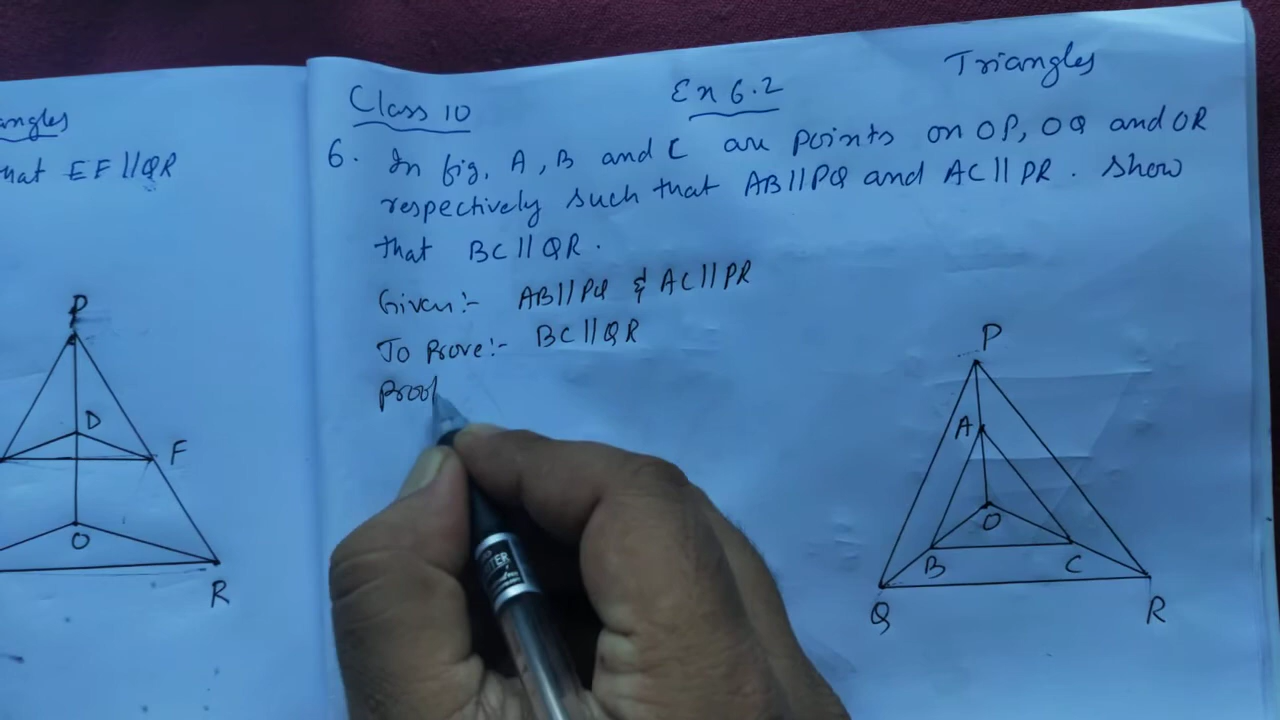 angles
hat EF||QR
P
D
F
O
R
Class 10 Ex 6.2 Triangles
6. In fig, A, B and C are points on OP, OQ and OR
respectively such that AB||PQ and AC||PR. Show
that BC||QR.
Given:- AB||PQ & AC||PR
To Prove:- BC||QR
Proof
P
A
O
B
C
Q
R